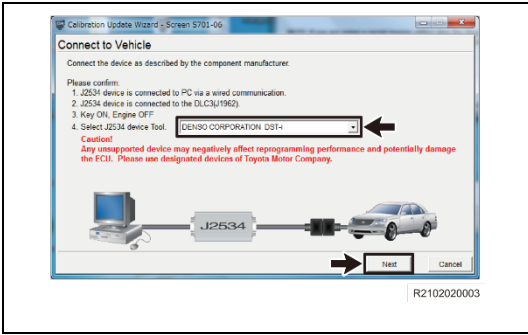 Calibration Update Wizard - Screen S701-06
Connect to Vehicle
Connect the device as described by the component manufacturer.
Please confirm:
1. J2534 device is connected to PC via a wired communication.
2. J2534 device is connected to the DLC3(J1962).
3. Key ON, Engine OFF
4. Select J2534 device Tool. DENSO CORPORATION DST-i
Caution!
Any unsupported device may negatively affect reprogramming performance and potentially damage
the ECU. Please use designated devices of Toyota Motor Company.
J2534
Next Cancel
R2102020003